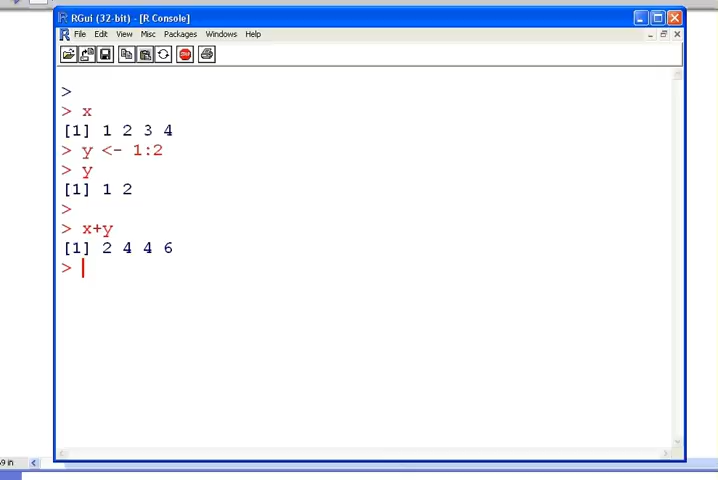 RGui (32-bit) - [R Console]
File Edit View Misc Packages Windows Help
>
> x
[1] 1 2 3 4
> y <- 1:2
> y
[1] 1 2
>
> x+y
[1] 2 4 4 6
>